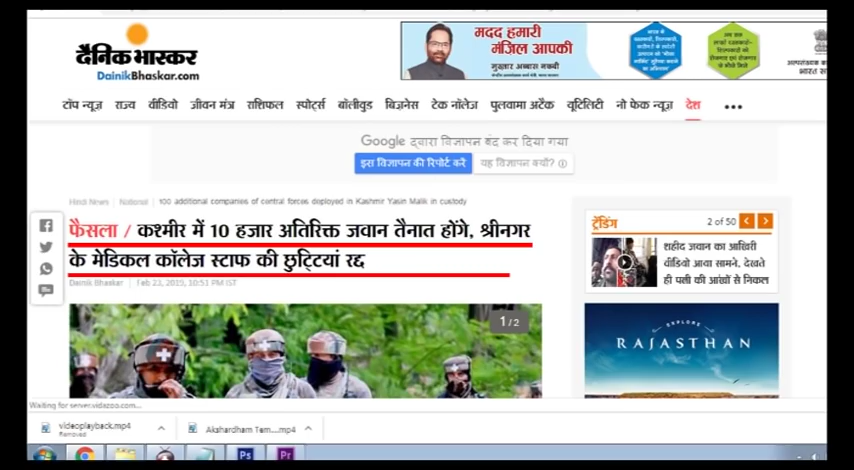 दैनिक भास्कर
DainikBhaskar.com
मदद हमारी
मंज़िल आपकी
मुख्तार अब्बास नकवी
टॉप न्यूज़ राज्य वीडियो जीवन मंत्र राशिफल स्पोर्ट्स बॉलीवुड बिज़नेस टेक नॉलेज पुलवामा अटैक यूटिलिटी नो फेक न्यूज़ देश •••
Google द्वारा विज्ञापन बंद कर दिया गया
इस विज्ञापन की रिपोर्ट करें यह विज्ञापन क्यों? ⓘ
Hindi News | National | 100 additional companies of central forces deployed in Kashmir Yasin Malik in custody
फैसला / कश्मीर में 10 हजार अतिरिक्त जवान तैनात होंगे, श्रीनगर
के मेडिकल कॉलेज स्टाफ की छुट्टियां रद्द
Dainik Bhaskar | Feb 23, 2019, 10:51 PM IST
1/2
ट्रेंडिंग 2 of 50
शहीद जवान का आखिरी
वीडियो आया सामने, देखते
ही पत्नी की आंखों से निकल
EXPLORE
RAJASTHAN
Waiting for server.vidazoo.com...
videoplayback.mp4
Removed
Akshardham Tem....mp4
Ps Pr